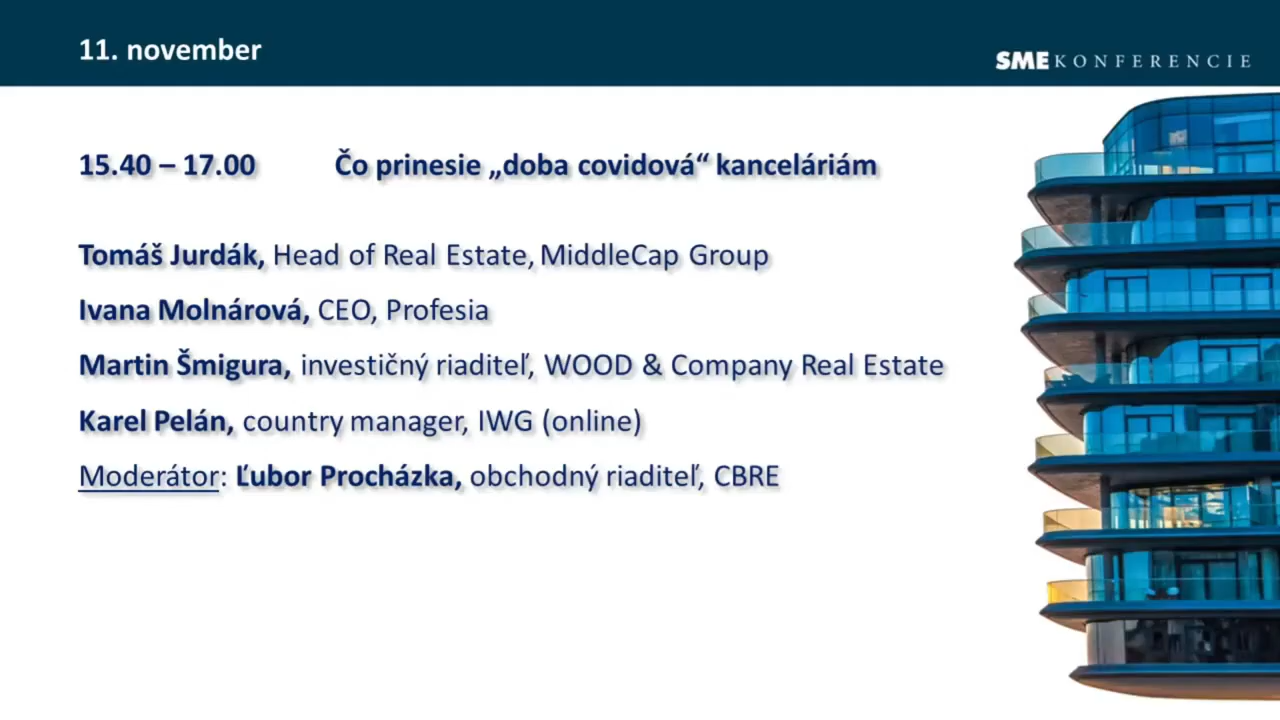 11. november
SME KONFERENCIE
15.40 – 17.00 Čo prinesie „doba covidová“ kanceláriám
Tomáš Jurdák, Head of Real Estate, MiddleCap Group
Ivana Molnárová, CEO, Profesia
Martin Šmigura, investičný riaditeľ, WOOD & Company Real Estate
Karel Pelán, country manager, IWG (online)
Moderátor: Ľubor Procházka, obchodný riaditeľ, CBRE